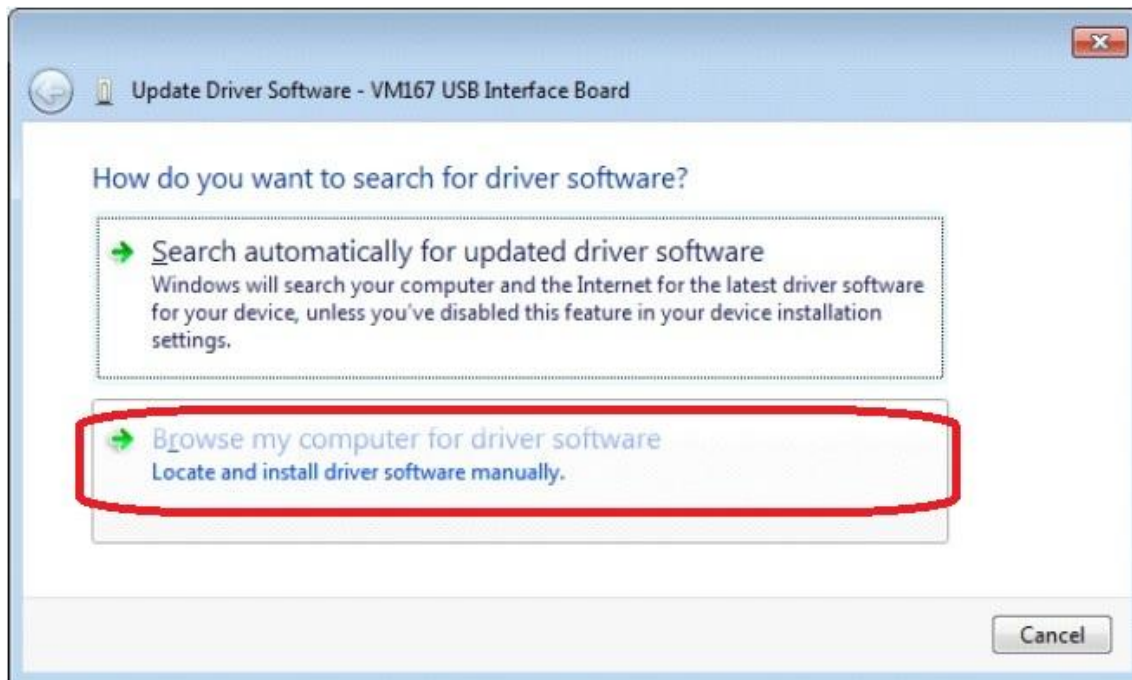 Update Driver Software - VM167 USB Interface Board
How do you want to search for driver software?
Search automatically for updated driver software
Windows will search your computer and the Internet for the latest driver software
for your device, unless you've disabled this feature in your device installation
settings.
Browse my computer for driver software
Locate and install driver software manually.
Cancel